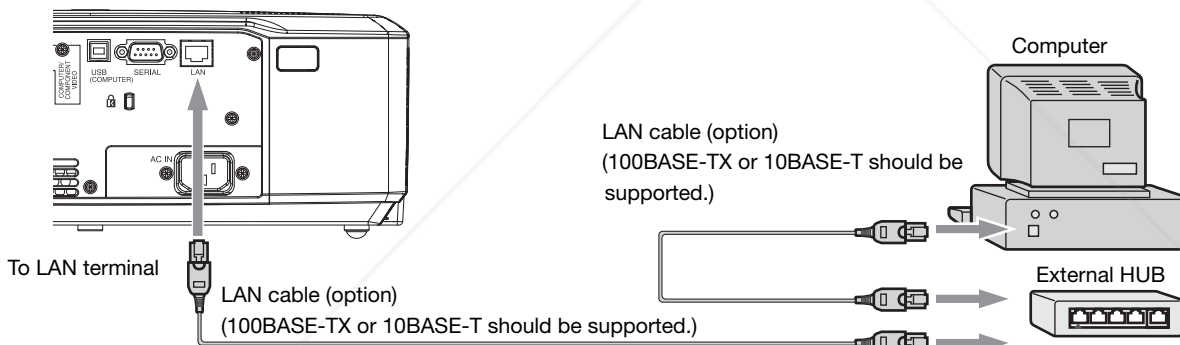 COMPUTER/
COMPONENT
VIDEO
USB
(COMPUTER)
SERIAL
LAN
AC IN
Computer
LAN cable (option)
(100BASE-TX or 10BASE-T should be
supported.)
To LAN terminal
External HUB
LAN cable (option)
(100BASE-TX or 10BASE-T should be supported.)